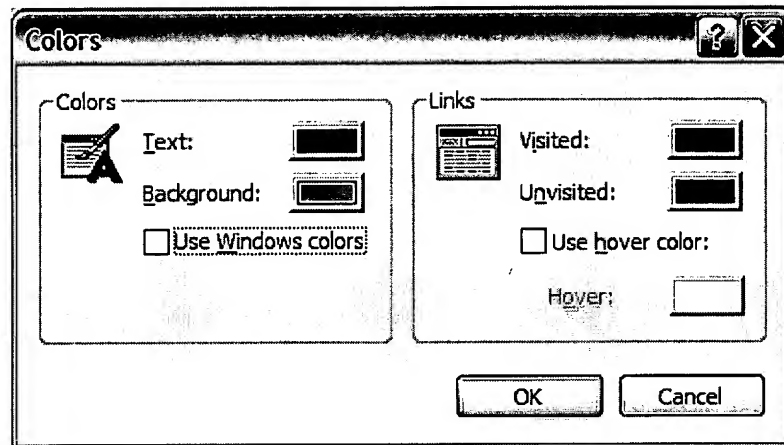 Colors
Colors
Text:
Background:
Use Windows colors
Links
Visited:
Unvisited:
Use hover color:
Hover:
OK
Cancel